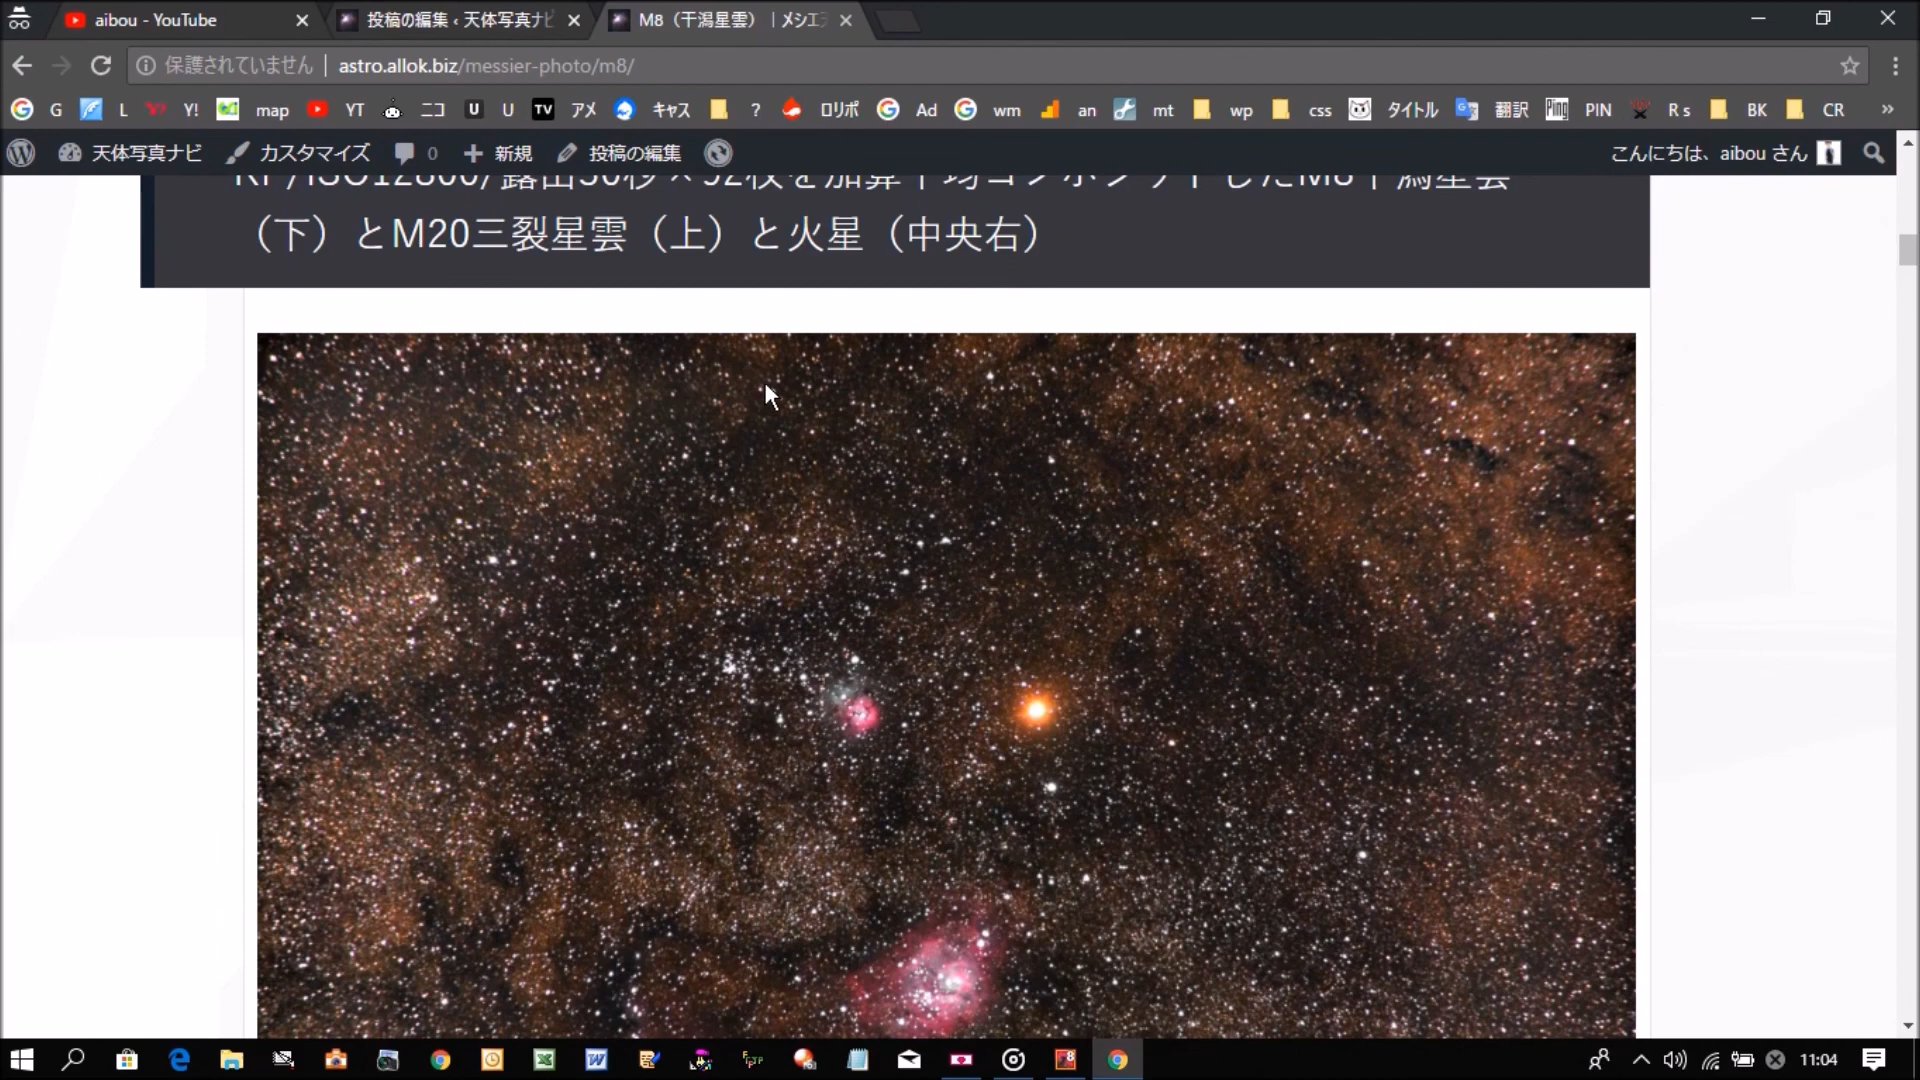 aibou - YouTube
投稿の編集 ‹ 天体写真ナビ
M8（干潟星雲）｜メシエ天
保護されていません | astro.allok.biz/messier-photo/m8/
G L Y! map YT ニコ U U TV アメ キャス ? ロリポ Ad wm an mt wp css タイトル 翻訳 Ping PIN R s BK CR »
天体写真ナビ カスタマイズ 0 新規 投稿の編集 こんにちは、aibou さん
（下）とM20三裂星雲（上）と火星（中央右）
11:04